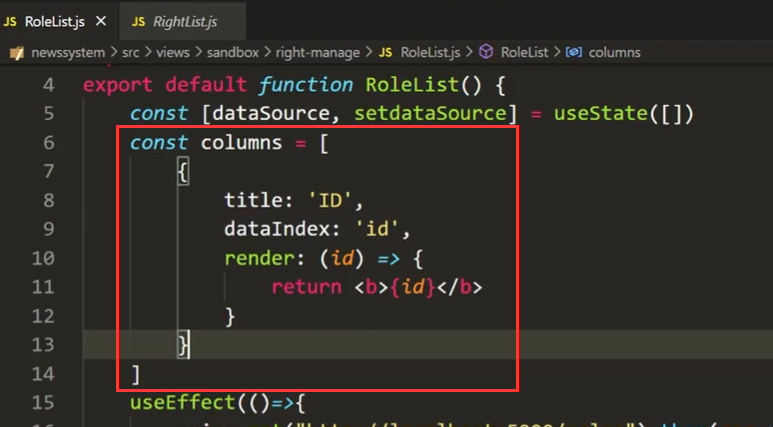 JS RoleList.js × JS RightList.js
newssystem > src > views > sandbox > right-manage > JS RoleList.js > RoleList > columns
4 export default function RoleList() {
5 const [dataSource, setdataSource] = useState([])
6 const columns = [
7 {
8 title: 'ID',
9 dataIndex: 'id',
10 render: (id) => {
11 return <b>{id}</b>
12 }
13 }
14 ]
15 useEffect(()=>{